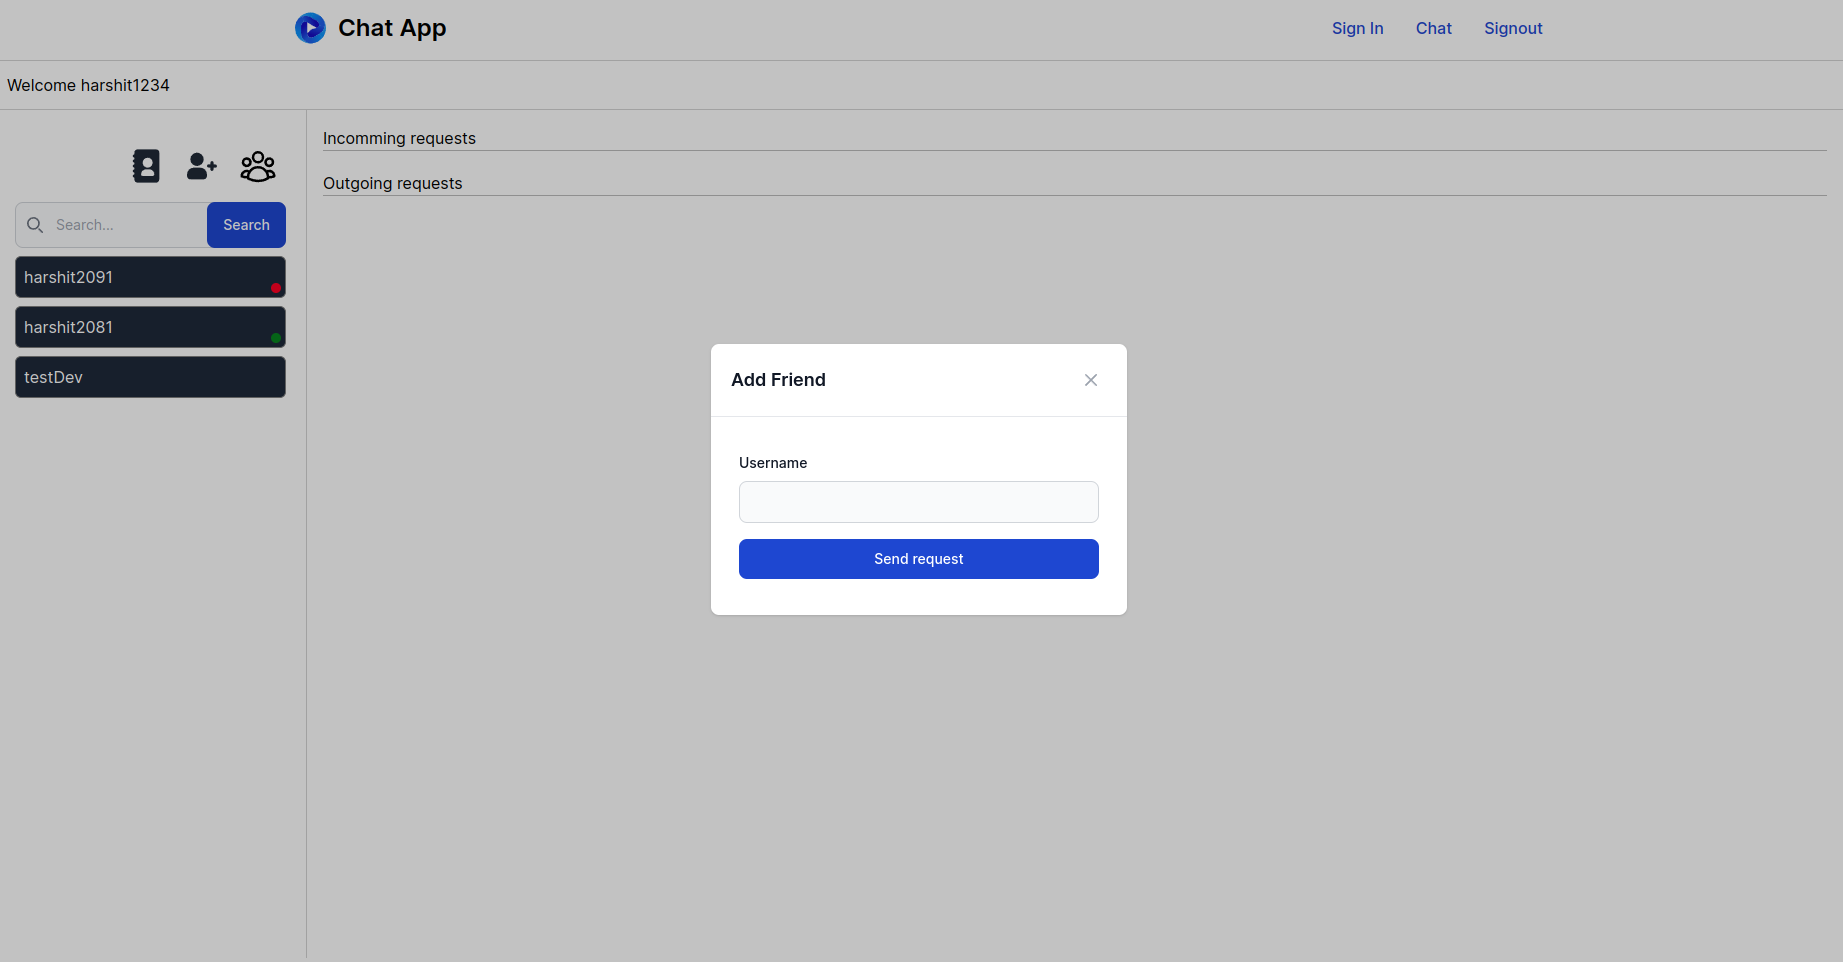 Chat App
Sign In
Chat
Signout
Welcome harshit1234
Incomming requests
Outgoing requests
Search...
Search
harshit2091
harshit2081
testDev
Add Friend
Username
Send request